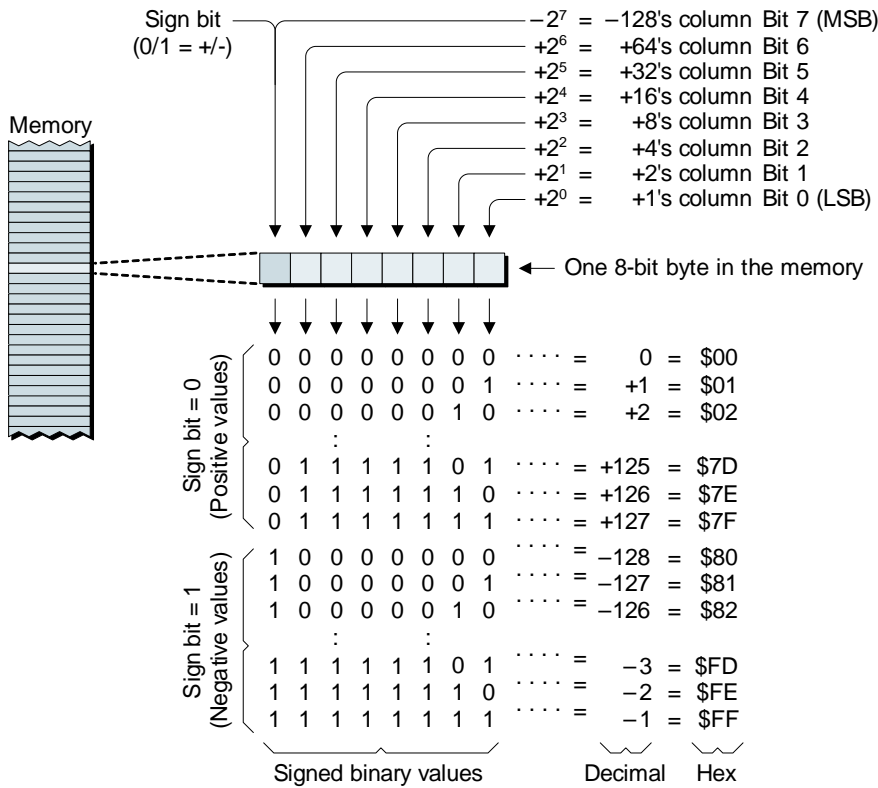 Sign bit
(0/1 = +/-)
−2⁷ = −128's column Bit 7 (MSB)
+2⁶ = +64's column Bit 6
+2⁵ = +32's column Bit 5
+2⁴ = +16's column Bit 4
+2³ = +8's column Bit 3
+2² = +4's column Bit 2
+2¹ = +2's column Bit 1
+2⁰ = +1's column Bit 0 (LSB)
Memory
One 8-bit byte in the memory
Sign bit = 0
(Positive values)
0 0 0 0 0 0 0 0 · · · · = 0 = $00
0 0 0 0 0 0 0 1 · · · · = +1 = $01
0 0 0 0 0 0 1 0 · · · · = +2 = $02
: :
0 1 1 1 1 1 0 1 · · · · = +125 = $7D
0 1 1 1 1 1 1 0 · · · · = +126 = $7E
0 1 1 1 1 1 1 1 · · · · = +127 = $7F
Sign bit = 1
(Negative values)
1 0 0 0 0 0 0 0 · · · · = −128 = $80
1 0 0 0 0 0 0 1 · · · · = −127 = $81
1 0 0 0 0 0 1 0 · · · · = −126 = $82
: :
1 1 1 1 1 1 0 1 · · · · = −3 = $FD
1 1 1 1 1 1 1 0 · · · · = −2 = $FE
1 1 1 1 1 1 1 1 · · · · = −1 = $FF
Signed binary values Decimal Hex